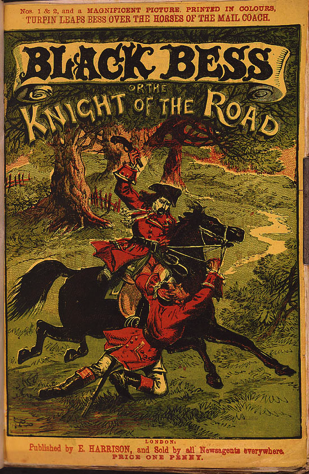 Nos. 1 & 2, and a MAGNIFICENT PICTURE, PRINTED IN COLOURS,
TURPIN LEAPS BESS OVER THE HORSES OF THE MAIL COACH.
BLACK BESS
OR THE
KNIGHT OF THE ROAD
LONDON:
Published by E. HARRISON, and Sold by all Newsagents everywhere.
PRICE ONE PENNY.